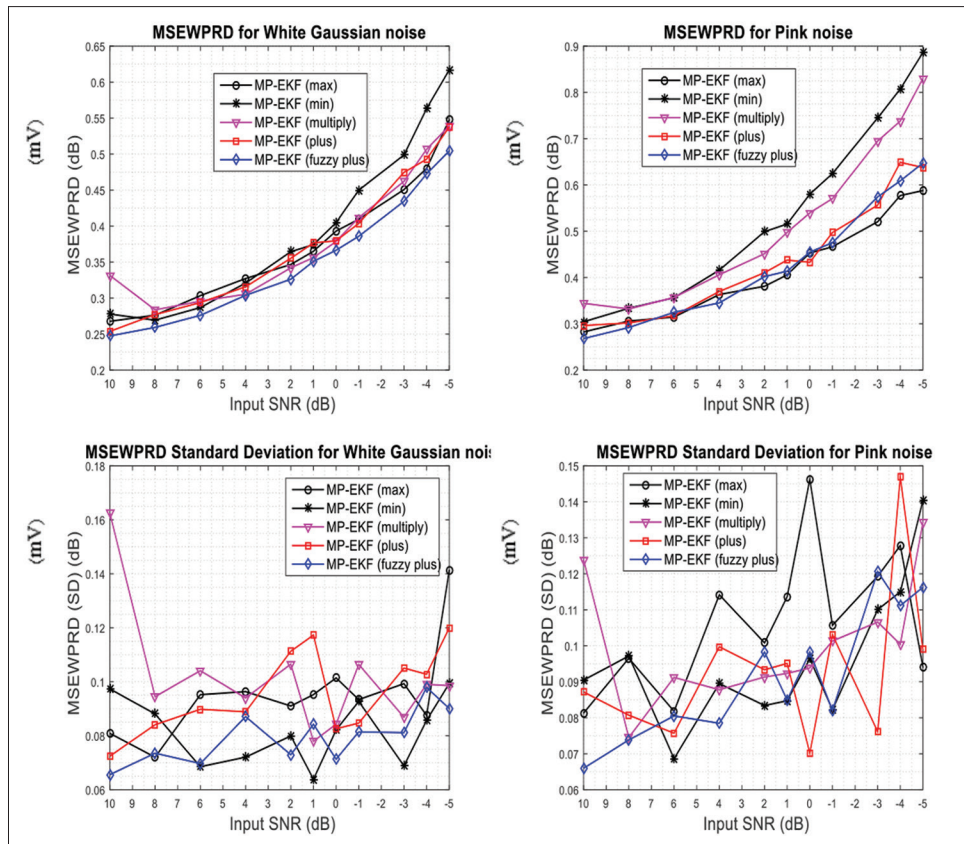 MSEWPRD for White Gaussian noise
(mV)
MSEWPRD (dB)
0.65
0.6
0.55
0.5
0.45
0.4
0.35
0.3
0.25
0.2
MP-EKF (max)
MP-EKF (min)
MP-EKF (multiply)
MP-EKF (plus)
MP-EKF (fuzzy plus)
10 8 7 6 5 4 3 2 1 0 -1 -2 -3 -4 -5
Input SNR (dB)
MSEWPRD for Pink noise
(mV)
MSEWPRD (dB)
0.9
0.8
0.7
0.6
0.5
0.4
0.3
0.2
MP-EKF (max)
MP-EKF (min)
MP-EKF (multiply)
MP-EKF (plus)
MP-EKF (fuzzy plus)
10 8 7 6 5 4 3 2 1 0 -1 -2 -3 -4 -5
Input SNR (dB)
MSEWPRD Standard Deviation for White Gaussian nois
(mV)
MSEWPRD (SD) (dB)
0.18
0.16
0.14
0.12
0.1
0.08
0.06
MP-EKF (max)
MP-EKF (min)
MP-EKF (multiply)
MP-EKF (plus)
MP-EKF (fuzzy plus)
10 8 7 6 5 4 3 2 1 0 -1 -2 -3 -4 -5
Input SNR (dB)
MSEWPRD Standard Deviation for Pink noise
(mV)
MSEWPRD (SD) (dB)
0.15
0.14
0.13
0.12
0.11
0.1
0.09
0.08
0.07
0.06
MP-EKF (max)
MP-EKF (min)
MP-EKF (multiply)
MP-EKF (plus)
MP-EKF (fuzzy plus)
10 8 7 6 5 4 3 2 1 0 -1 -2 -3 -4 -5
Input SNR (dB)